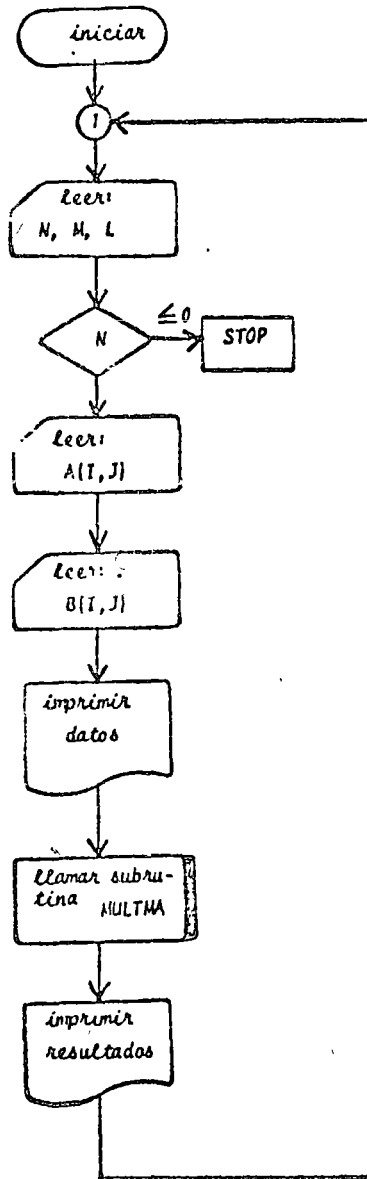 iniciar
1
leer:
N, M, L
N
≤ 0
STOP
leer:
A(I,J)
leer:
B(I,J)
imprimir
datos
llamar subru-
tina MULTMA
imprimir
resultados